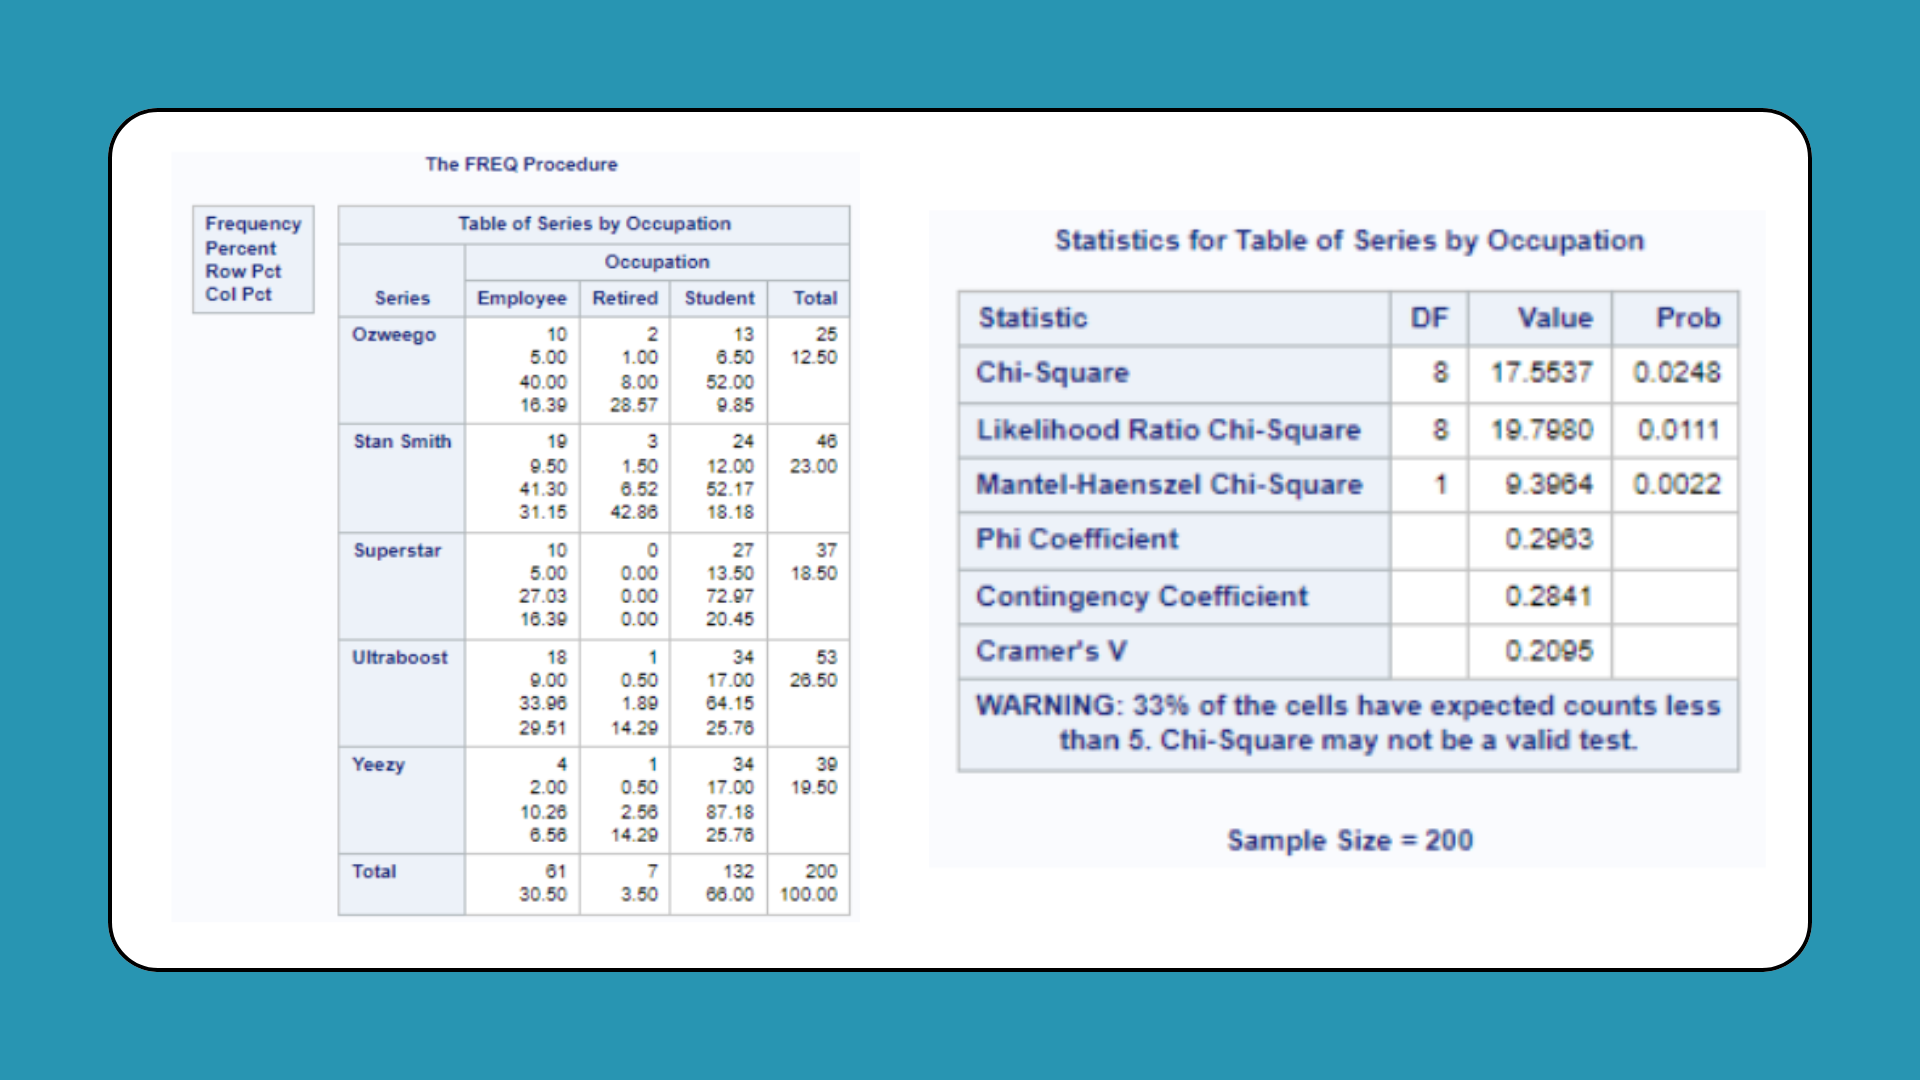 The FREQ Procedure
Frequency
Percent
Row Pct
Col Pct
Table of Series by Occupation
Occupation
Series Employee Retired Student Total
Ozweego 10 2 13 25
5.00 1.00 6.50 12.50
40.00 8.00 52.00
16.39 28.57 9.85
Stan Smith 19 3 24 46
9.50 1.50 12.00 23.00
41.30 6.52 52.17
31.15 42.86 18.18
Superstar 10 0 27 37
5.00 0.00 13.50 18.50
27.03 0.00 72.97
16.39 0.00 20.45
Ultraboost 18 1 34 53
9.00 0.50 17.00 26.50
33.96 1.89 64.15
29.51 14.29 25.76
Yeezy 4 1 34 39
2.00 0.50 17.00 19.50
10.26 2.56 87.18
6.56 14.29 25.76
Total 61 7 132 200
30.50 3.50 66.00 100.00
Statistics for Table of Series by Occupation
Statistic DF Value Prob
Chi-Square 8 17.5537 0.0248
Likelihood Ratio Chi-Square 8 19.7980 0.0111
Mantel-Haenszel Chi-Square 1 9.3964 0.0022
Phi Coefficient 0.2963
Contingency Coefficient 0.2841
Cramer's V 0.2095
WARNING: 33% of the cells have expected counts less
than 5. Chi-Square may not be a valid test.
Sample Size = 200